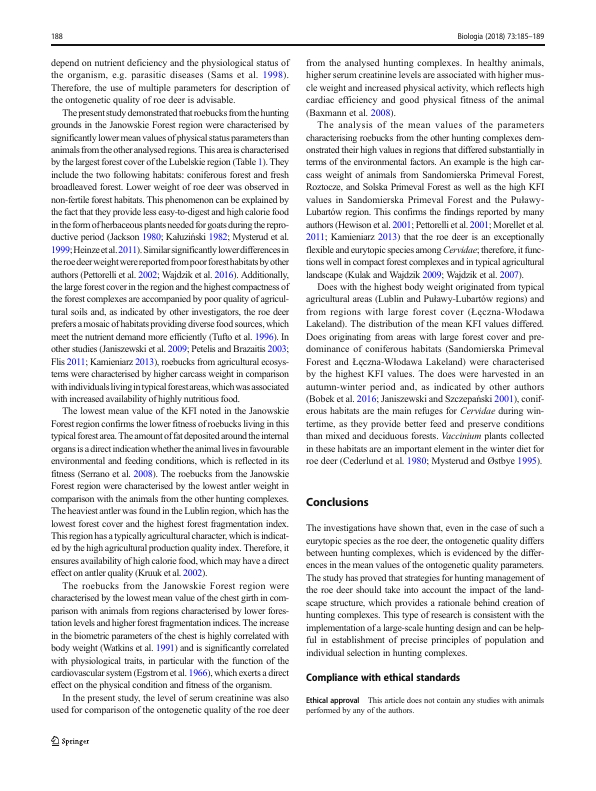 188
Biologia (2018) 73:185–189
depend on nutrient deficiency and the physiological status of
the organism, e.g. parasitic diseases (Sams et al. 1998).
Therefore, the use of multiple parameters for description of
the ontogenetic quality of roe deer is advisable.
The present study demonstrated that roebucks from the hunting
grounds in the Janowskie Forest region were characterised by
significantly lower mean values of physical status parameters than
animals from the other analysed regions. This area is characterised
by the largest forest cover of the Lubelskie region (Table 1). They
include the two following habitats: coniferous forest and fresh
broadleaved forest. Lower weight of roe deer was observed in
non-fertile forest habitats. This phenomenon can be explained by
the fact that they provide less easy-to-digest and high calorie food
in the form of herbaceous plants needed for goats during the repro-
ductive period (Jackson 1980; Kałuziński 1982; Mysterud et al.
1999; Heinze et al. 2011). Similar significantly lower differences in
the roe deer weight were reported from poor forest habitats by other
authors (Pettorelli et al. 2002; Wajdzik et al. 2016). Additionally,
the large forest cover in the region and the highest compactness of
the forest complexes are accompanied by poor quality of agricul-
tural soils and, as indicated by other investigators, the roe deer
prefers a mosaic of habitats providing diverse food sources, which
meet the nutrient demand more efficiently (Tufto et al. 1996). In
other studies (Janiszewski et al. 2009; Petelis and Brazaitis 2003;
Flis 2011; Kamieniarz 2013), roebucks from agricultural ecosys-
tems were characterised by higher carcass weight in comparison
with individuals living in typical forest areas, which was associated
with increased availability of highly nutritious food.
The lowest mean value of the KFI noted in the Janowskie
Forest region confirms the lower fitness of roebucks living in this
typical forest area. The amount of fat deposited around the internal
organs is a direct indication whether the animal lives in favourable
environmental and feeding conditions, which is reflected in its
fitness (Serrano et al. 2008). The roebucks from the Janowskie
Forest region were characterised by the lowest antler weight in
comparison with the animals from the other hunting complexes.
The heaviest antler was found in the Lublin region, which has the
lowest forest cover and the highest forest fragmentation index.
This region has a typically agricultural character, which is indicat-
ed by the high agricultural production quality index. Therefore, it
ensures availability of high calorie food, which may have a direct
effect on antler quality (Kruuk et al. 2002).
The roebucks from the Janowskie Forest region were
characterised by the lowest mean value of the chest girth in com-
parison with animals from regions characterised by lower fores-
tation levels and higher forest fragmentation indices. The increase
in the biometric parameters of the chest is highly correlated with
body weight (Watkins et al. 1991) and is significantly correlated
with physiological traits, in particular with the function of the
cardiovascular system (Egstrom et al. 1966), which exerts a direct
effect on the physical condition and fitness of the organism.
In the present study, the level of serum creatinine was also
used for comparison of the ontogenetic quality of the roe deer
from the analysed hunting complexes. In healthy animals,
higher serum creatinine levels are associated with higher mus-
cle weight and increased physical activity, which reflects high
cardiac efficiency and good physical fitness of the animal
(Baxmann et al. 2008).
The analysis of the mean values of the parameters
characterising roebucks from the other hunting complexes dem-
onstrated their high values in regions that differed substantially in
terms of the environmental factors. An example is the high car-
cass weight of animals from Sandomierska Primeval Forest,
Roztocze, and Solska Primeval Forest as well as the high KFI
values in Sandomierska Primeval Forest and the Puławy-
Lubartów region. This confirms the findings reported by many
authors (Hewison et al. 2001; Pettorelli et al. 2001; Morellet et al.
2011; Kamieniarz 2013) that the roe deer is an exceptionally
flexible and eurytopic species among Cervidae; therefore, it func-
tions well in compact forest complexes and in typical agricultural
landscape (Kulak and Wajdzik 2009; Wajdzik et al. 2007).
Does with the highest body weight originated from typical
agricultural areas (Lublin and Puławy-Lubartów regions) and
from regions with large forest cover (Łęczna-Włodawa
Lakeland). The distribution of the mean KFI values differed.
Does originating from areas with large forest cover and pre-
dominance of coniferous habitats (Sandomierska Primeval
Forest and Łęczna-Włodawa Lakeland) were characterised
by the highest KFI values. The does were harvested in an
autumn-winter period and, as indicated by other authors
(Bobek et al. 2016; Janiszewski and Szczepański 2001), conif-
erous habitats are the main refuges for Cervidae during win-
tertime, as they provide better feed and preserve conditions
than mixed and deciduous forests. Vaccinium plants collected
in these habitats are an important element in the winter diet for
roe deer (Cederlund et al. 1980; Mysterud and Østbye 1995).
Conclusions
The investigations have shown that, even in the case of such a
eurytopic species as the roe deer, the ontogenetic quality differs
between hunting complexes, which is evidenced by the differ-
ences in the mean values of the ontogenetic quality parameters.
The study has proved that strategies for hunting management of
the roe deer should take into account the impact of the land-
scape structure, which provides a rationale behind creation of
hunting complexes. This type of research is consistent with the
implementation of a large-scale hunting design and can be help-
ful in establishment of precise principles of population and
individual selection in hunting complexes.
Compliance with ethical standards
Ethical approval This article does not contain any studies with animals
performed by any of the authors.
Springer